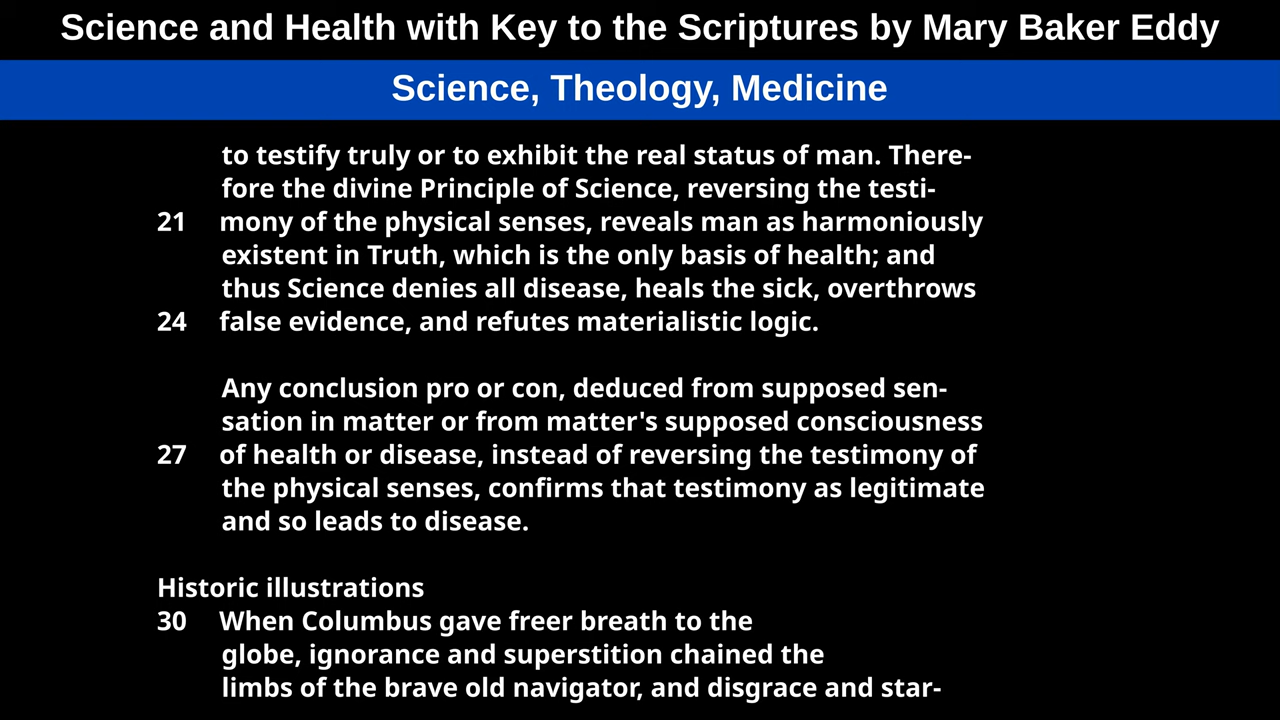 Science and Health with Key to the Scriptures by Mary Baker Eddy
Science, Theology, Medicine
to testify truly or to exhibit the real status of man. There-
fore the divine Principle of Science, reversing the testi-
21 mony of the physical senses, reveals man as harmoniously
existent in Truth, which is the only basis of health; and
thus Science denies all disease, heals the sick, overthrows
24 false evidence, and refutes materialistic logic.
Any conclusion pro or con, deduced from supposed sen-
sation in matter or from matter's supposed consciousness
27 of health or disease, instead of reversing the testimony of
the physical senses, confirms that testimony as legitimate
and so leads to disease.
Historic illustrations
30 When Columbus gave freer breath to the
globe, ignorance and superstition chained the
limbs of the brave old navigator, and disgrace and star-